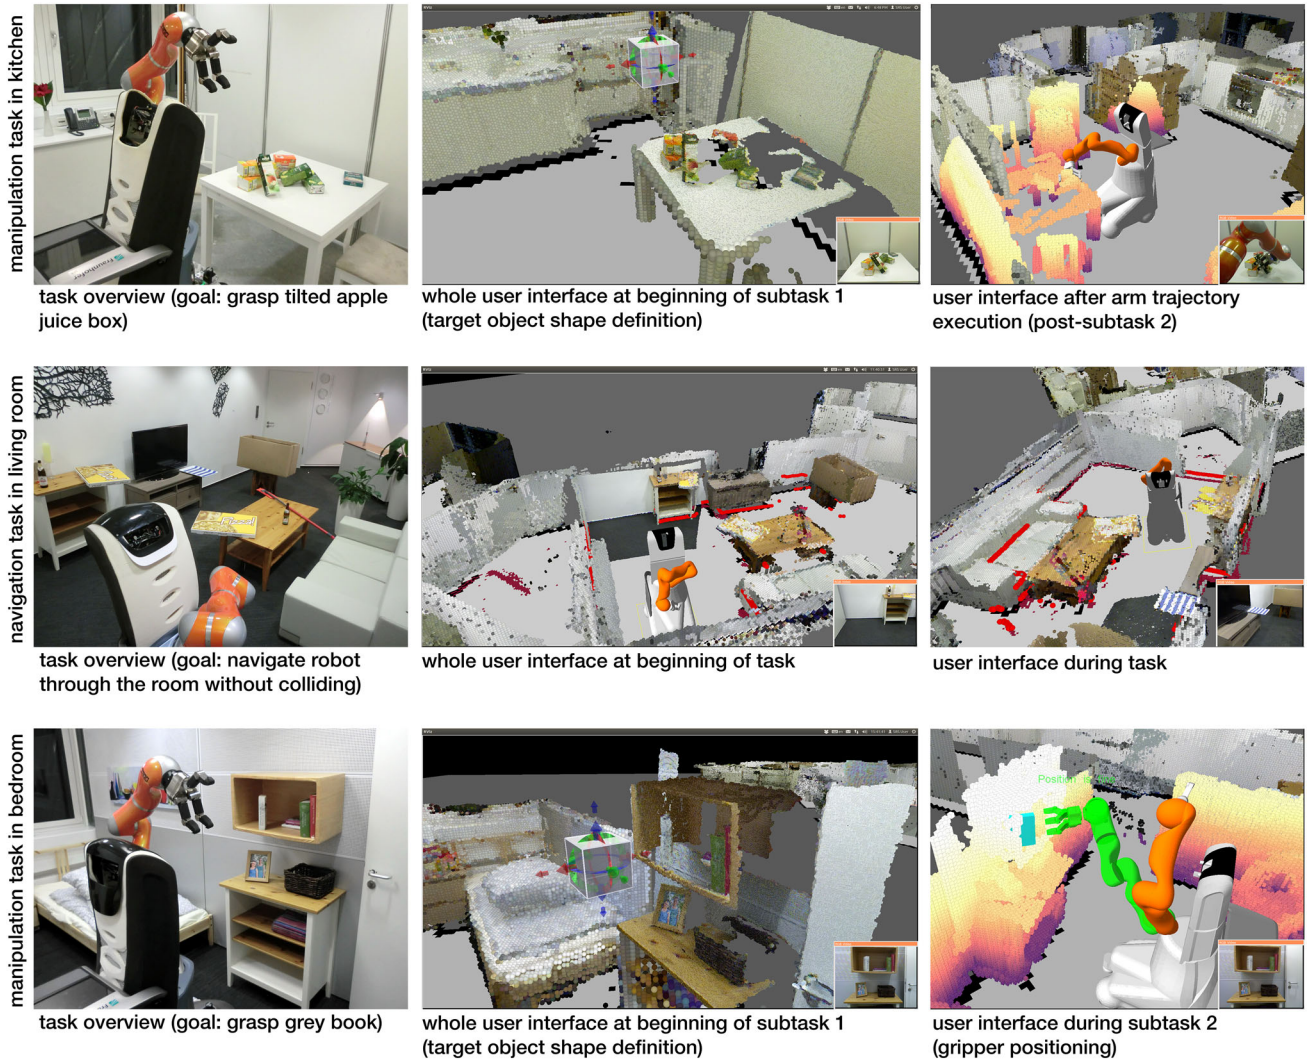 manipulation task in kitchen
Fraunhofer
task overview (goal: grasp tilted apple
juice box)
RViz
whole user interface at beginning of subtask 1
(target object shape definition)
user interface after arm trajectory
execution (post-subtask 2)
navigation task in living room
task overview (goal: navigate robot
through the room without colliding)
whole user interface at beginning of task
user interface during task
manipulation task in bedroom
task overview (goal: grasp grey book)
whole user interface at beginning of subtask 1
(target object shape definition)
Position
user interface during subtask 2
(gripper positioning)